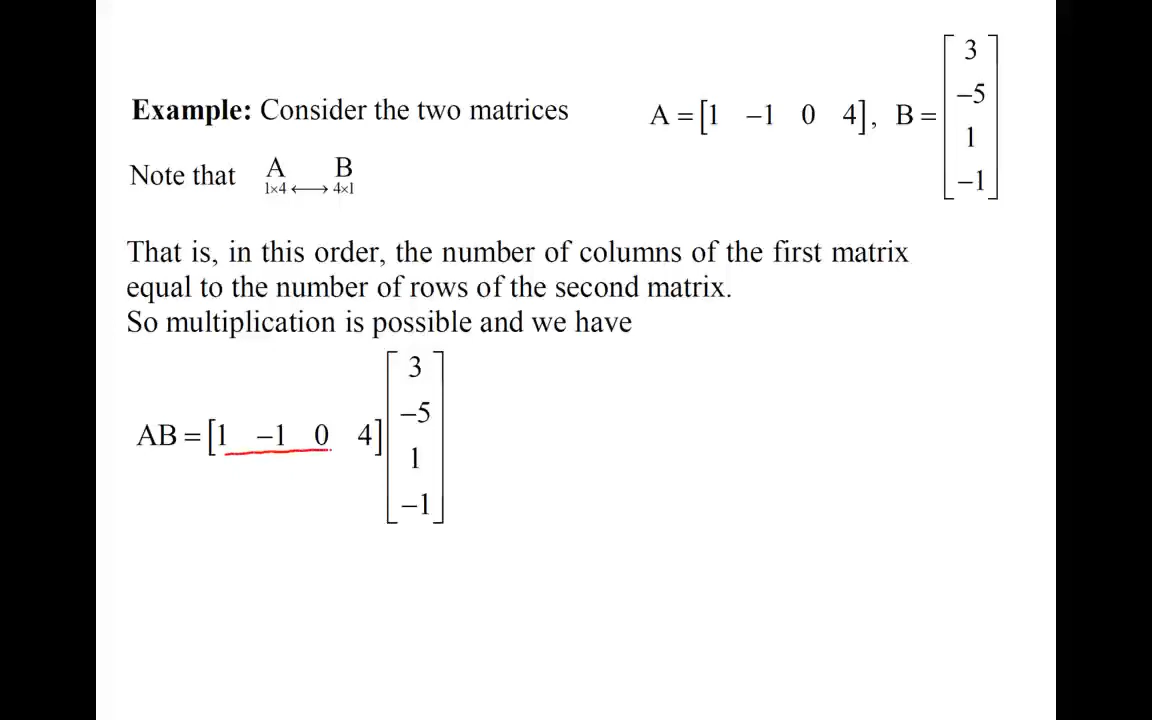 Example: Consider the two matrices A = [1 −1 0 4], B = [3 −5 1 −1]
Note that A 1×4 ⟷ B 4×1
That is, in this order, the number of columns of the first matrix
equal to the number of rows of the second matrix.
So multiplication is possible and we have
AB = [1 −1 0 4] [3 −5 1 −1]